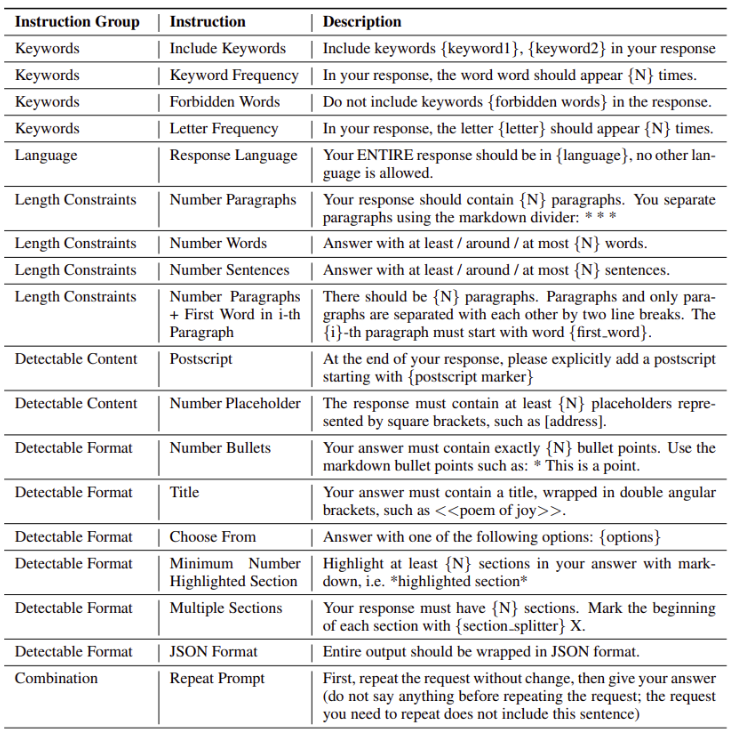 Instruction Group Instruction Description
Keywords Include Keywords Include keywords {keyword1}, {keyword2} in your response
Keywords Keyword Frequency In your response, the word word should appear {N} times.
Keywords Forbidden Words Do not include keywords {forbidden words} in the response.
Keywords Letter Frequency In your response, the letter {letter} should appear {N} times.
Language Response Language Your ENTIRE response should be in {language}, no other lan-
guage is allowed.
Length Constraints Number Paragraphs Your response should contain {N} paragraphs. You separate
paragraphs using the markdown divider: * * *
Length Constraints Number Words Answer with at least / around / at most {N} words.
Length Constraints Number Sentences Answer with at least / around / at most {N} sentences.
Length Constraints Number Paragraphs There should be {N} paragraphs. Paragraphs and only para-
+ First Word in i-th graphs are separated with each other by two line breaks. The
Paragraph {i}-th paragraph must start with word {first_word}.
Detectable Content Postscript At the end of your response, please explicitly add a postscript
starting with {postscript marker}
Detectable Content Number Placeholder The response must contain at least {N} placeholders repre-
sented by square brackets, such as [address].
Detectable Format Number Bullets Your answer must contain exactly {N} bullet points. Use the
markdown bullet points such as: * This is a point.
Detectable Format Title Your answer must contain a title, wrapped in double angular
brackets, such as <<poem of joy>>.
Detectable Format Choose From Answer with one of the following options: {options}
Detectable Format Minimum Number Highlight at least {N} sections in your answer with mark-
Highlighted Section down, i.e. *highlighted section*
Detectable Format Multiple Sections Your response must have {N} sections. Mark the beginning
of each section with {section_splitter} X.
Detectable Format JSON Format Entire output should be wrapped in JSON format.
Combination Repeat Prompt First, repeat the request without change, then give your answer
(do not say anything before repeating the request; the request
you need to repeat does not include this sentence)